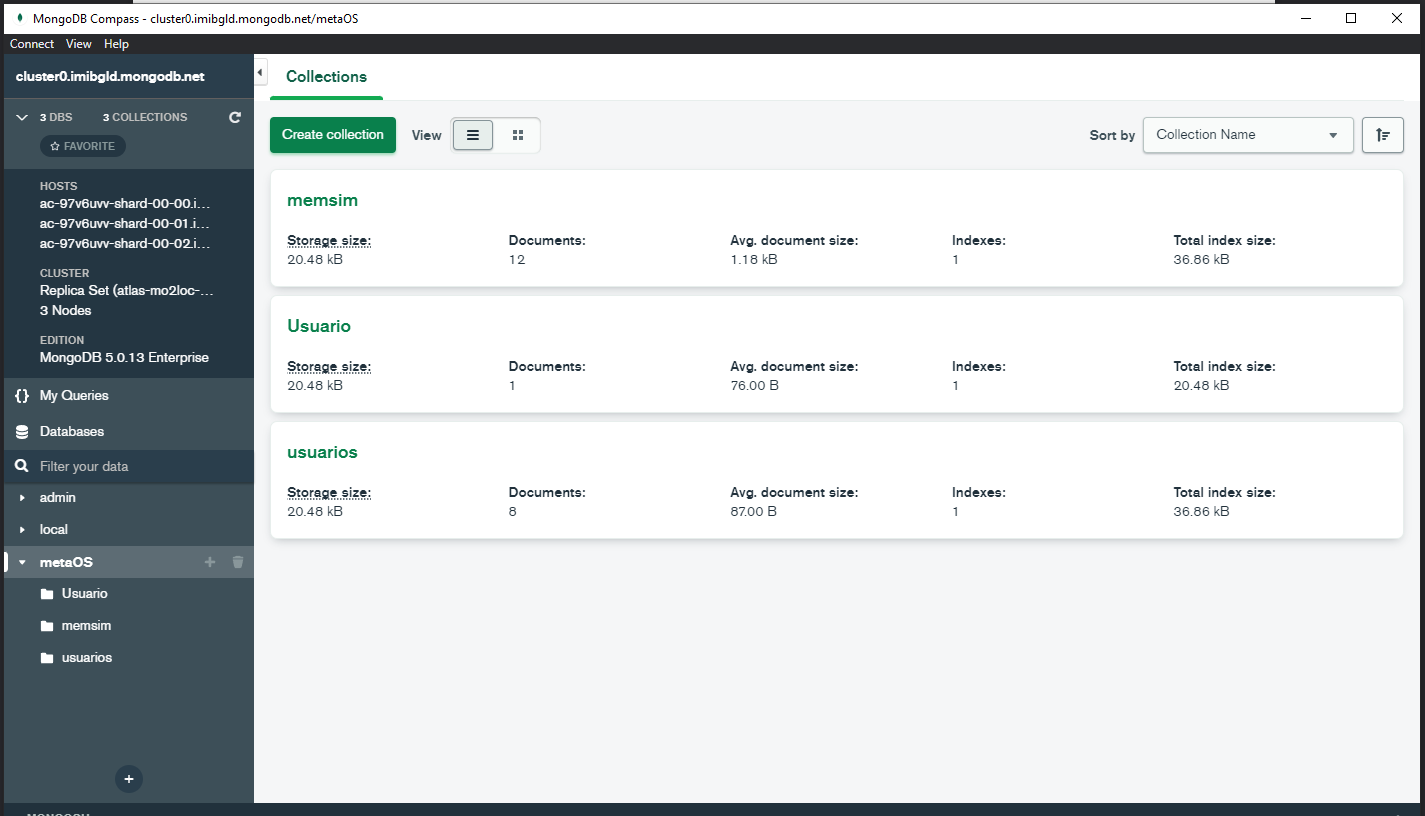 MongoDB Compass - cluster0.imibgld.mongodb.net/metaOS
Connect View Help
cluster0.imibgld.mongodb.net
3 DBS 3 COLLECTIONS
FAVORITE
HOSTS
ac-97v6uvv-shard-00-00.i...
ac-97v6uvv-shard-00-01.i...
ac-97v6uvv-shard-00-02.i...
CLUSTER
Replica Set (atlas-mo2loc-...
3 Nodes
EDITION
MongoDB 5.0.13 Enterprise
{} My Queries
Databases
Filter your data
admin
local
metaOS
Usuario
memsim
usuarios
Collections
Create collection View Sort by Collection Name
memsim
Storage size: Documents: Avg. document size: Indexes: Total index size:
20.48 kB 12 1.18 kB 1 36.86 kB
Usuario
Storage size: Documents: Avg. document size: Indexes: Total index size:
20.48 kB 1 76.00 B 1 20.48 kB
usuarios
Storage size: Documents: Avg. document size: Indexes: Total index size:
20.48 kB 8 87.00 B 1 36.86 kB